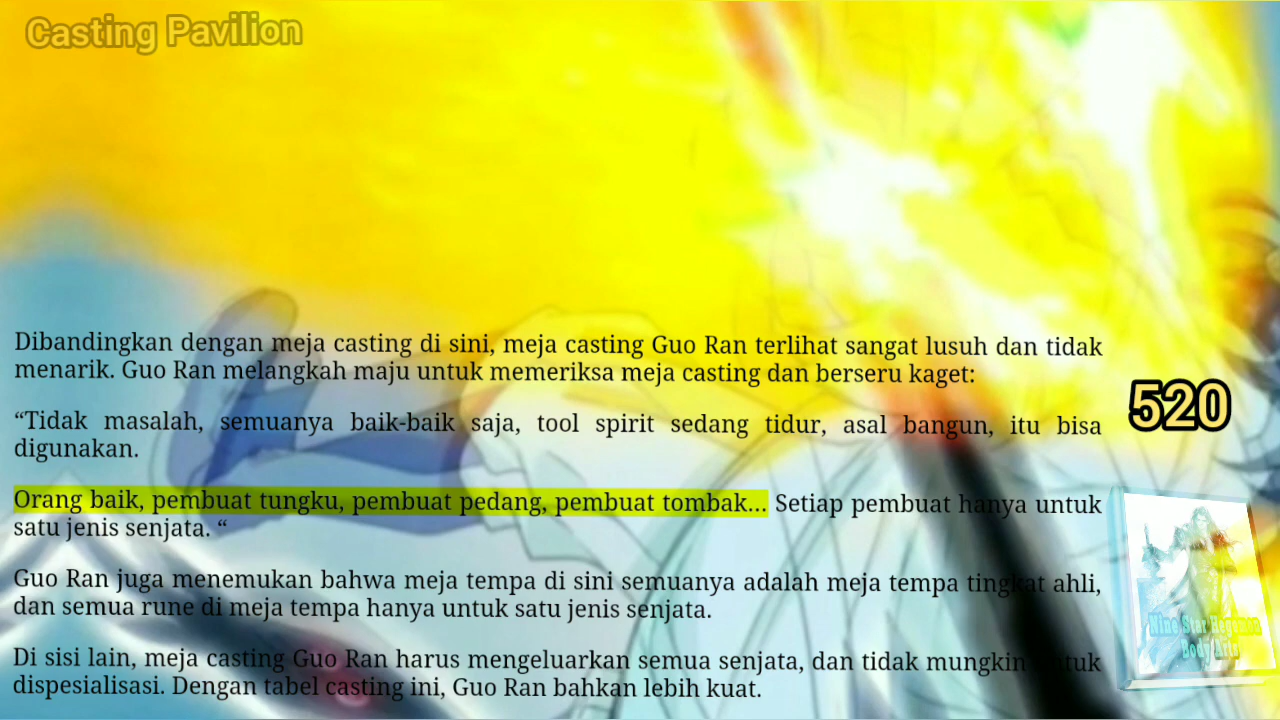 Casting Pavilion
Dibandingkan dengan meja casting di sini, meja casting Guo Ran terlihat sangat lusuh dan tidak
menarik. Guo Ran melangkah maju untuk memeriksa meja casting dan berseru kaget:
“Tidak masalah, semuanya baik-baik saja, tool spirit sedang tidur, asal bangun, itu bisa
digunakan.
Orang baik, pembuat tungku, pembuat pedang, pembuat tombak... Setiap pembuat hanya untuk
satu jenis senjata. “
Guo Ran juga menemukan bahwa meja tempa di sini semuanya adalah meja tempa tingkat ahli,
dan semua rune di meja tempa hanya untuk satu jenis senjata.
Di sisi lain, meja casting Guo Ran harus mengeluarkan semua senjata, dan tidak mungkin untuk
dispesialisasi. Dengan tabel casting ini, Guo Ran bahkan lebih kuat.
520
Nine Star Hegemon
Body Arts